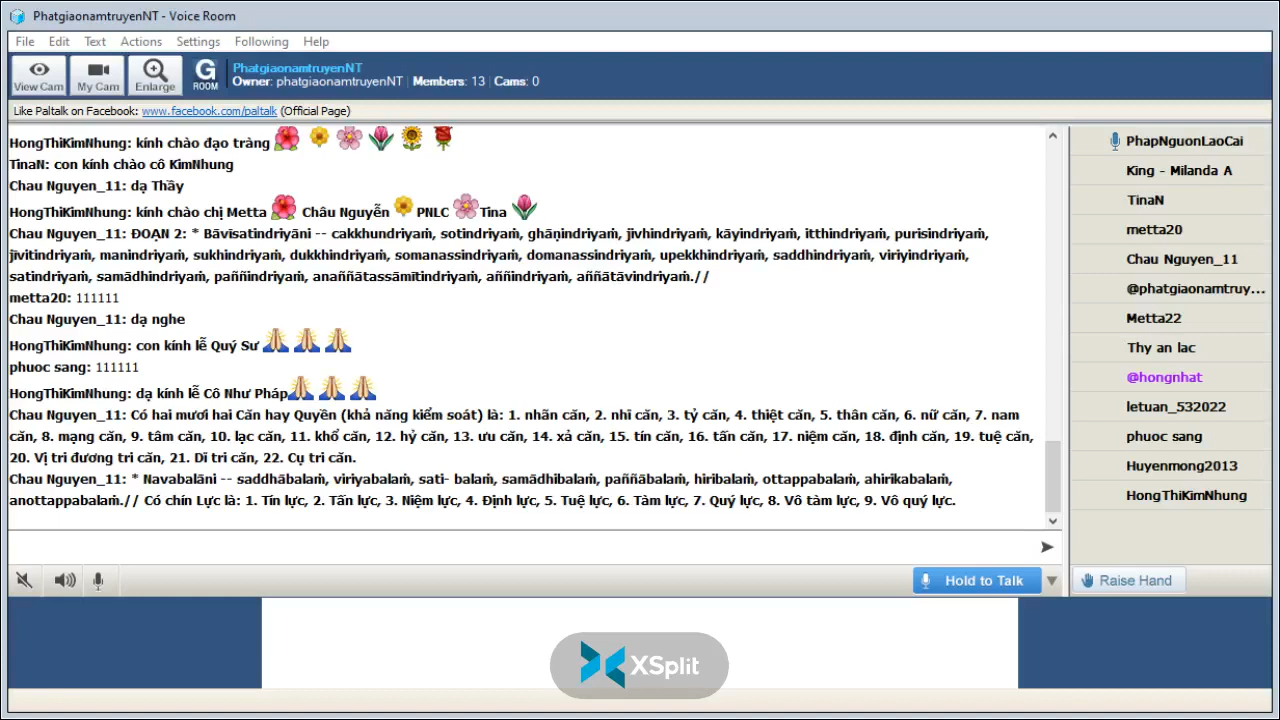 PhatgiaonamtruyenNT - Voice Room
File Edit Text Actions Settings Following Help
View Cam My Cam Enlarge G ROOM
PhatgiaonamtruyenNT
Owner: phatgiaonamtruyenNT Members: 13 Cams: 0
Like Paltalk on Facebook: www.facebook.com/paltalk (Official Page)
HongThiKimNhung: kính chào đạo tràng
TinaN: con kính chào cô KimNhung
Chau Nguyen_11: dạ Thầy
HongThiKimNhung: kính chào chị Metta Châu Nguyễn PNLC Tina
Chau Nguyen_11: ĐOẠN 2: * Bāvīsatindriyāni -- cakkhundriyaṁ, sotindriyaṁ, ghāṇindriyaṁ, jivhindriyaṁ, kāyindriyaṁ, itthindriyaṁ, purisindriyaṁ,
jīvitindriyaṁ, manindriyaṁ, sukhindriyaṁ, dukkhindriyaṁ, somanassindriyaṁ, domanassindriyaṁ, upekkhindriyaṁ, saddhindriyaṁ, viriyindriyaṁ,
satindriyaṁ, samādhindriyaṁ, paññindriyaṁ, anaññātassāmītindriyaṁ, aññindriyaṁ, aññātāvindriyaṁ.//
metta20: 111111
Chau Nguyen_11: dạ nghe
HongThiKimNhung: con kính lễ Quý Sư
phuoc sang: 111111
HongThiKimNhung: dạ kính lễ Cô Như Pháp
Chau Nguyen_11: Có hai mươi hai Căn hay Quyền (khả năng kiểm soát) là: 1. nhãn căn, 2. nhĩ căn, 3. tỷ căn, 4. thiệt căn, 5. thân căn, 6. nữ căn, 7. nam
căn, 8. mạng căn, 9. tâm căn, 10. lạc căn, 11. khổ căn, 12. hỷ căn, 13. ưu căn, 14. xả căn, 15. tín căn, 16. tấn căn, 17. niệm căn, 18. định căn, 19. tuệ căn,
20. Vị tri đương tri căn, 21. Dĩ tri căn, 22. Cụ tri căn.
Chau Nguyen_11: * Navabalāni -- saddhābalaṁ, viriyabalaṁ, sati- balaṁ, samādhibalaṁ, paññābalaṁ, hiribalaṁ, ottappabalaṁ, ahirikabalaṁ,
anottappabalaṁ.// Có chín Lực là: 1. Tín lực, 2. Tấn lực, 3. Niệm lực, 4. Định lực, 5. Tuệ lực, 6. Tàm lực, 7. Quý lực, 8. Vô tàm lực, 9. Vô quý lực.
PhapNguonLaoCai
King - Milanda A
TinaN
metta20
Chau Nguyen_11
@phatgiaonamtruy...
Metta22
Thy an lac
@hongnhat
letuan_532022
phuoc sang
Huyenmong2013
HongThiKimNhung
Hold to Talk
Raise Hand
XSplit